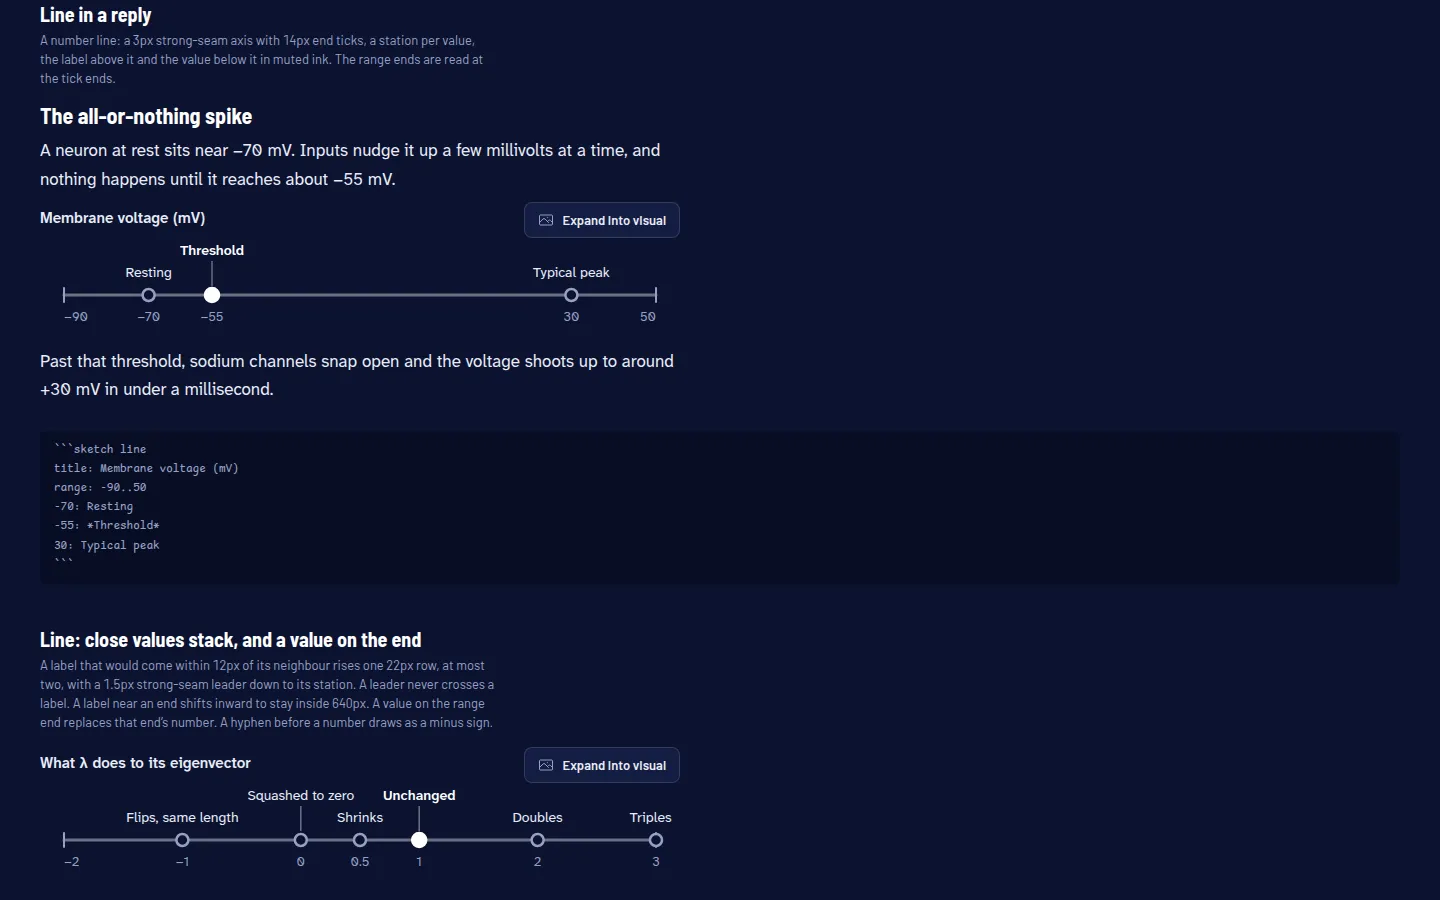 Line in a reply
A number line: a 3px strong-seam axis with 14px end ticks, a station per value,
the label above it and the value below it in muted ink. The range ends are read at
the tick ends.
The all-or-nothing spike
A neuron at rest sits near −70 mV. Inputs nudge it up a few millivolts at a time, and
nothing happens until it reaches about −55 mV.
Membrane voltage (mV)
Expand into visual
Threshold
Resting
Typical peak
−90
−70
−55
30
50
Past that threshold, sodium channels snap open and the voltage shoots up to around
+30 mV in under a millisecond.
```sketch line
title: Membrane voltage (mV)
range: -90..50
-70: Resting
-55: *Threshold*
30: Typical peak
```
Line: close values stack, and a value on the end
A label that would come within 12px of its neighbour rises one 22px row, at most
two, with a 1.5px strong-seam leader down to its station. A leader never crosses a
label. A label near an end shifts inward to stay inside 640px. A value on the range
end replaces that end's number. A hyphen before a number draws as a minus sign.
What λ does to its eigenvector
Expand into visual
Squashed to zero
Unchanged
Flips, same length
Shrinks
Doubles
Triples
−2
−1
0
0.5
1
2
3